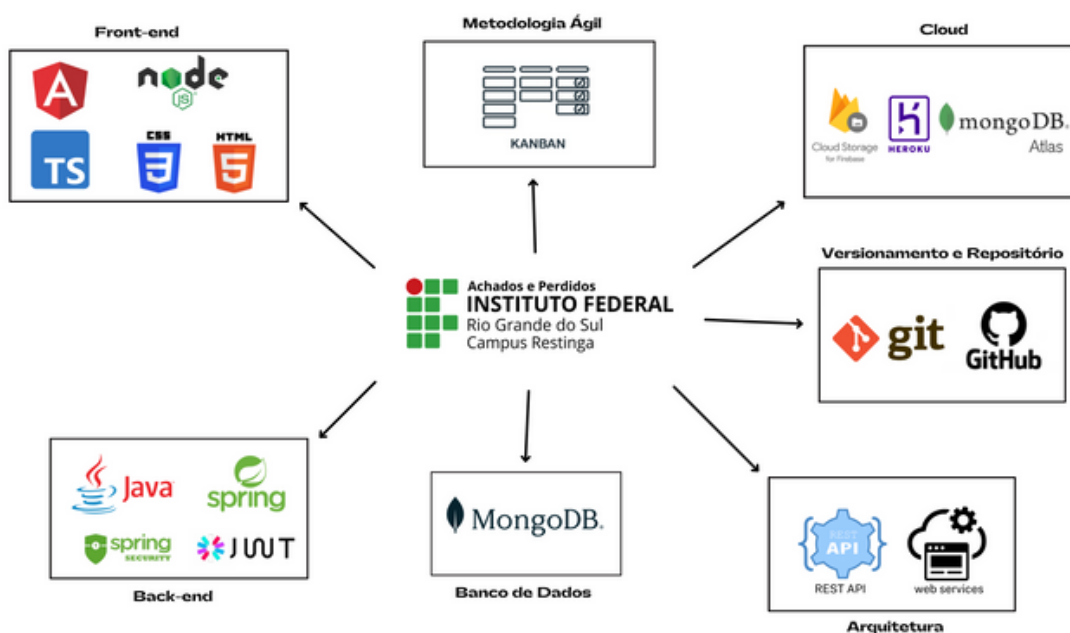 Front-end
node
JS
TS
CSS
3
HTML
5
Metodologia Ágil
KANBAN
Cloud
Cloud Storage
for Firebase
HEROKU
mongoDB.
Atlas
Versionamento e Repositório
git
GitHub
Achados e Perdidos
INSTITUTO FEDERAL
Rio Grande do Sul
Campus Restinga
Java
spring
spring
SECURITY
JWT
Back-end
MongoDB.
Banco de Dados
REST
API
REST API
web services
Arquitetura